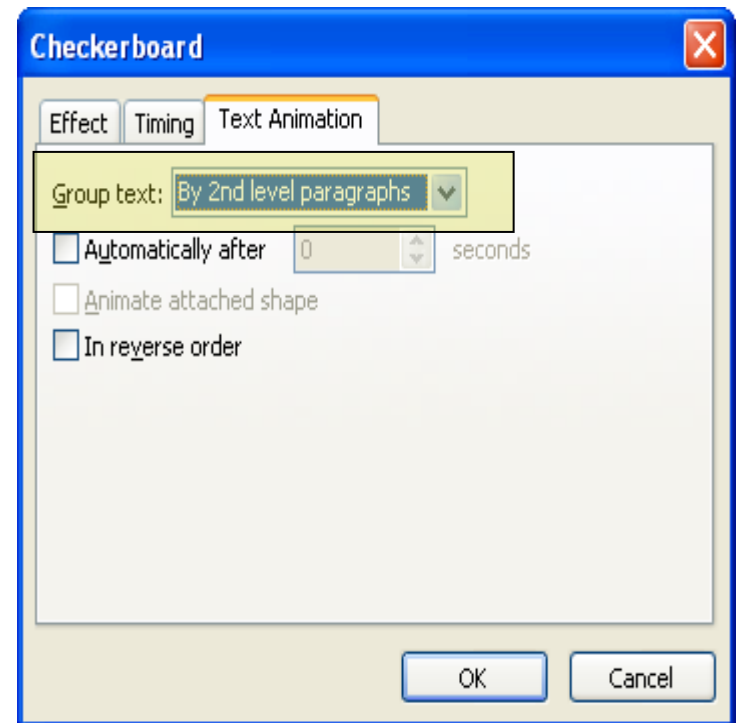 Checkerboard
Effect Timing Text Animation
Group text: By 2nd level paragraphs
Automatically after 0 seconds
Animate attached shape
In reverse order
OK Cancel